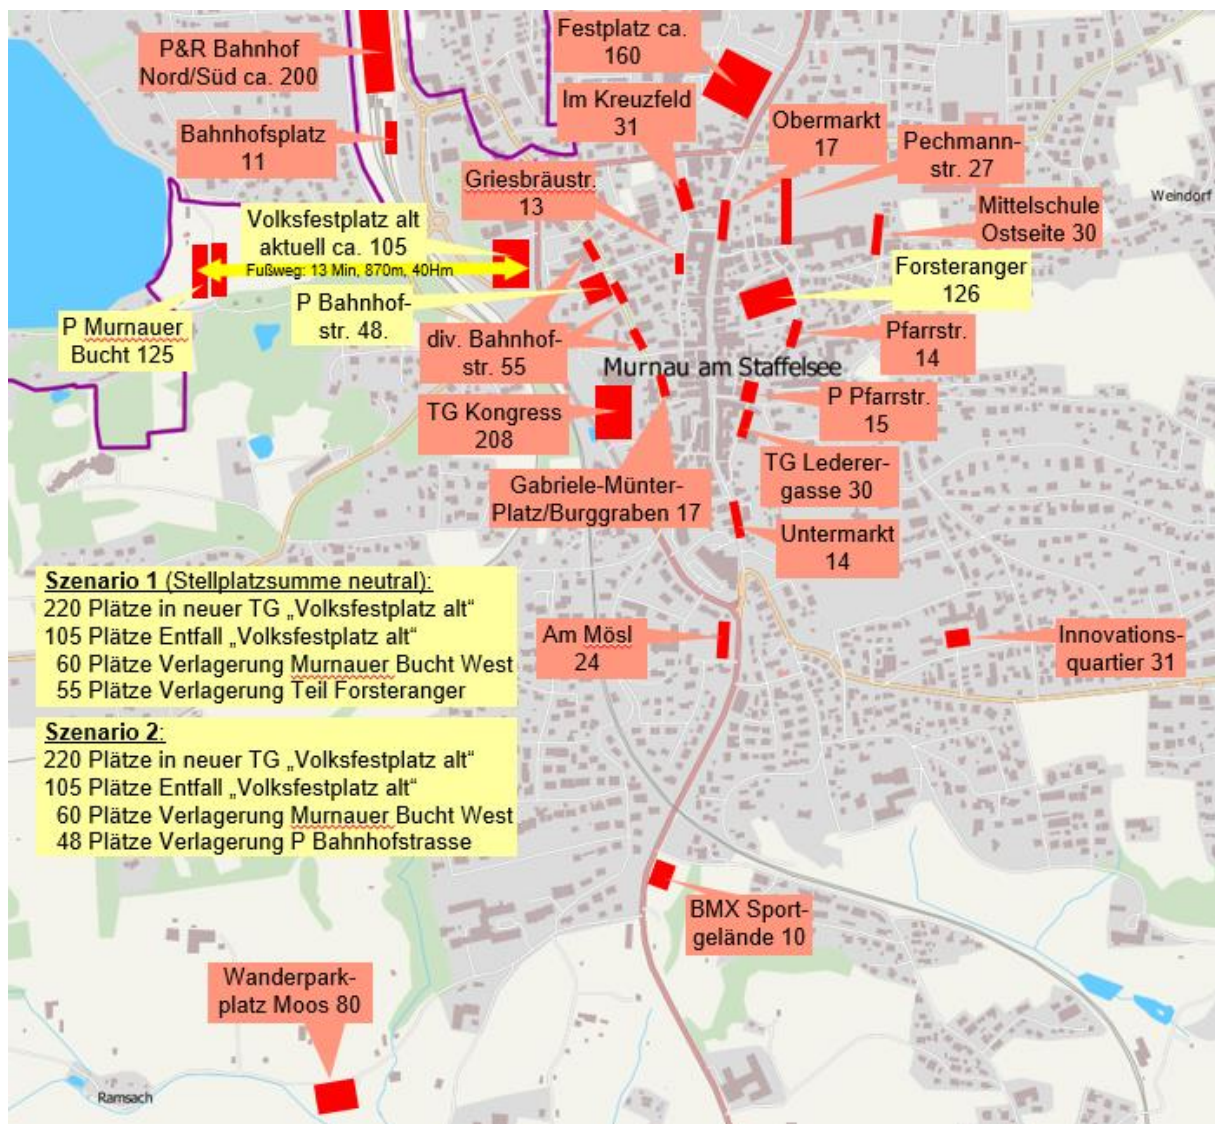 P&R Bahnhof
Nord/Süd ca. 200
Festplatz ca.
160
Im Kreuzfeld
31
Obermarkt
17
Bahnhofsplatz
11
Pechmann-
str. 27
Griesbräustr.
13
Weindorf
Mittelschule
Ostseite 30
Volksfestplatz alt
aktuell ca. 105
Fußweg: 13 Min, 870m, 40Hm
Forsteranger
126
P Bahnhof-
str. 48.
P Murnauer
Bucht 125
div. Bahnhof-
str. 55
Pfarrstr.
14
Murnau am Staffelsee
TG Kongress
208
P Pfarrstr.
15
TG Lederer-
gasse 30
Gabriele-Münter-
Platz/Burggraben 17
Untermarkt
14
Szenario 1 (Stellplatzsumme neutral):
220 Plätze in neuer TG „Volksfestplatz alt“
105 Plätze Entfall „Volksfestplatz alt“
60 Plätze Verlagerung Murnauer Bucht West
55 Plätze Verlagerung Teil Forsteranger
Am Mösl
24
Innovations-
quartier 31
Szenario 2:
220 Plätze in neuer TG „Volksfestplatz alt“
105 Plätze Entfall „Volksfestplatz alt“
60 Plätze Verlagerung Murnauer Bucht West
48 Plätze Verlagerung P Bahnhofstrasse
BMX Sport-
gelände 10
Wanderpark-
platz Moos 80
Ramsach